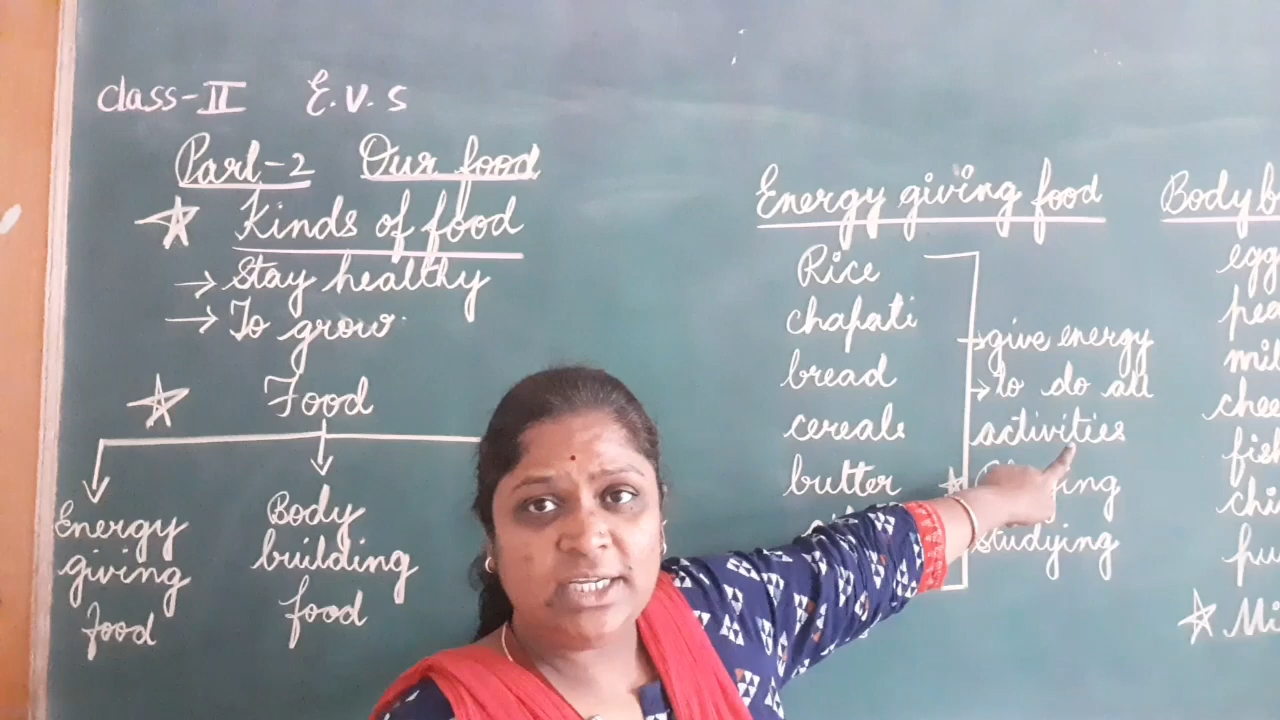 class-II E.V.S
Part-2 Our food
Kinds of food
→ Stay healthy
→ To grow.
Food
Energy
giving
food
Body
building
food
Energy giving food
Rice
chapati
bread
cereals
butter
→give energy
→to do all
activities
studying
Body b
egg
pea
mil
chee
fish
chi
pu
Mi